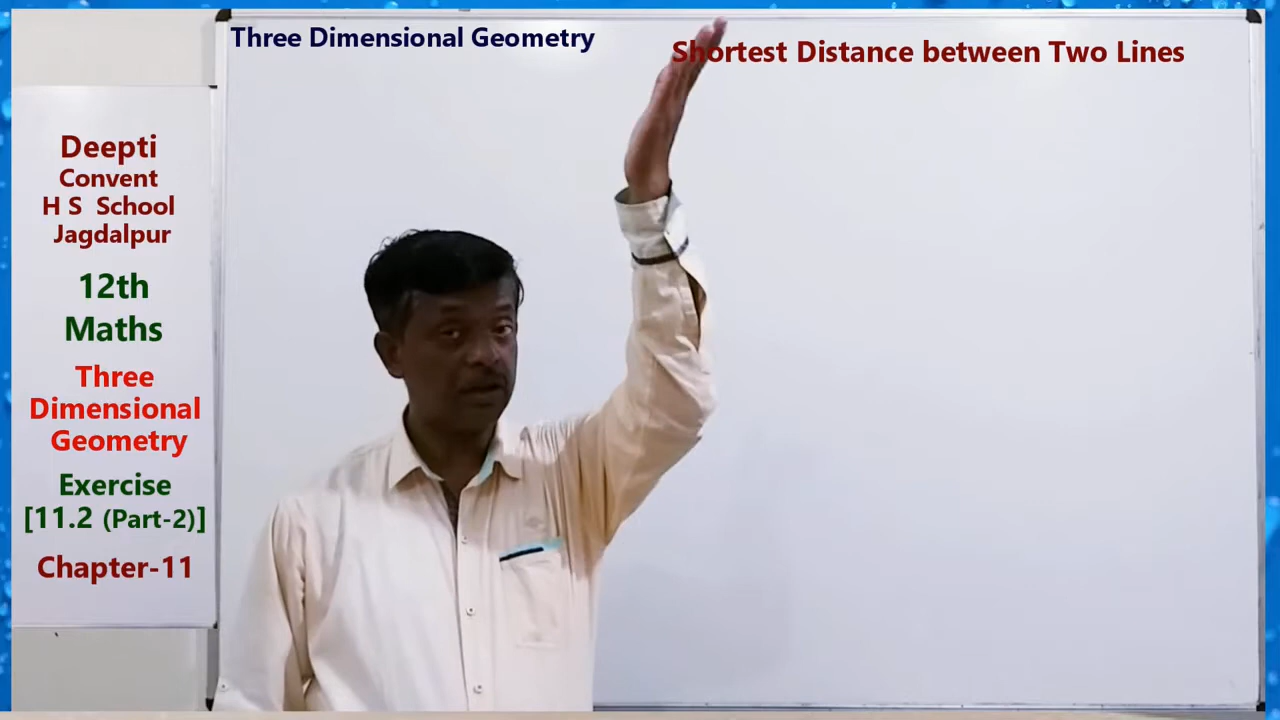 Three Dimensional Geometry
Shortest Distance between Two Lines
Deepti
Convent
H S School
Jagdalpur
12th
Maths
Three
Dimensional
Geometry
Exercise
[11.2 (Part-2)]
Chapter-11